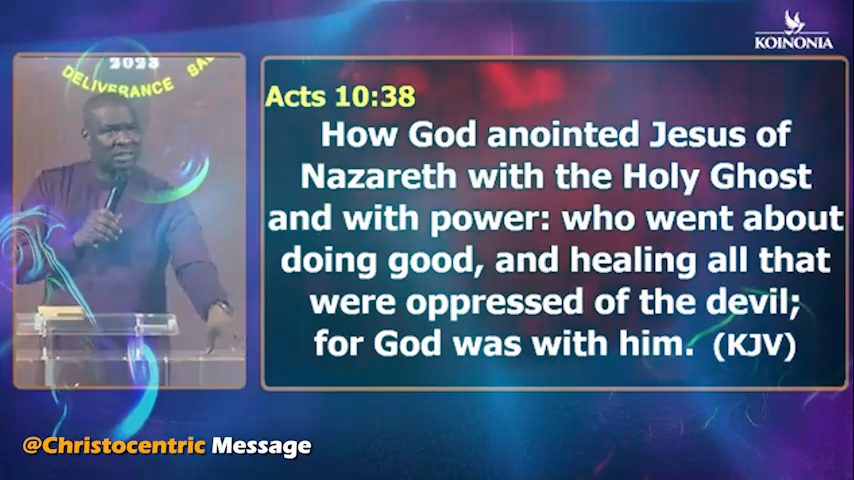 KOINONIA
2023
DELIVERANCE
Acts 10:38
How God anointed Jesus of
Nazareth with the Holy Ghost
and with power: who went about
doing good, and healing all that
were oppressed of the devil;
for God was with him. (KJV)
@Christocentric Message